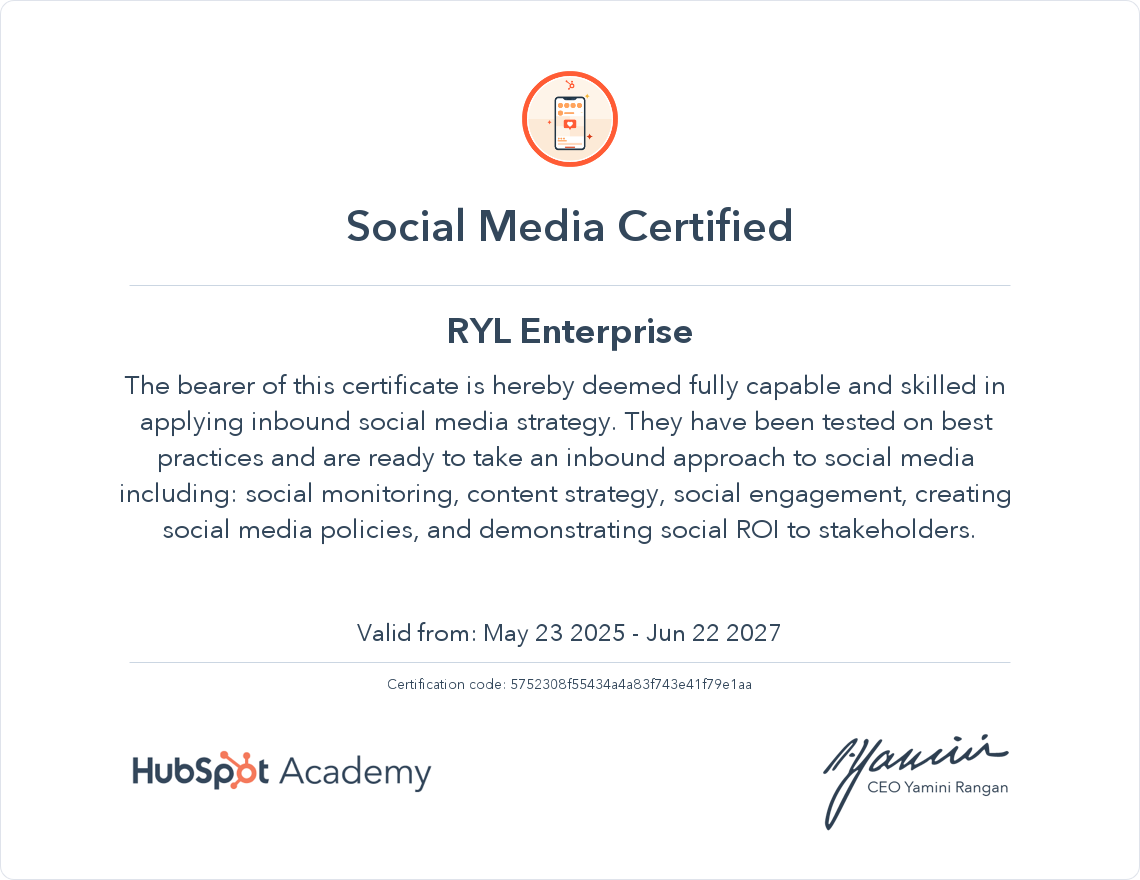 Social Media Certified
RYL Enterprise
The bearer of this certificate is hereby deemed fully capable and skilled in
applying inbound social media strategy. They have been tested on best
practices and are ready to take an inbound approach to social media
including: social monitoring, content strategy, social engagement, creating
social media policies, and demonstrating social ROI to stakeholders.
Valid from: May 23 2025 - Jun 22 2027
Certification code: 5752308f55434a4a83f743e41f79e1aa
HubSpot Academy
Yamini
CEO Yamini Rangan